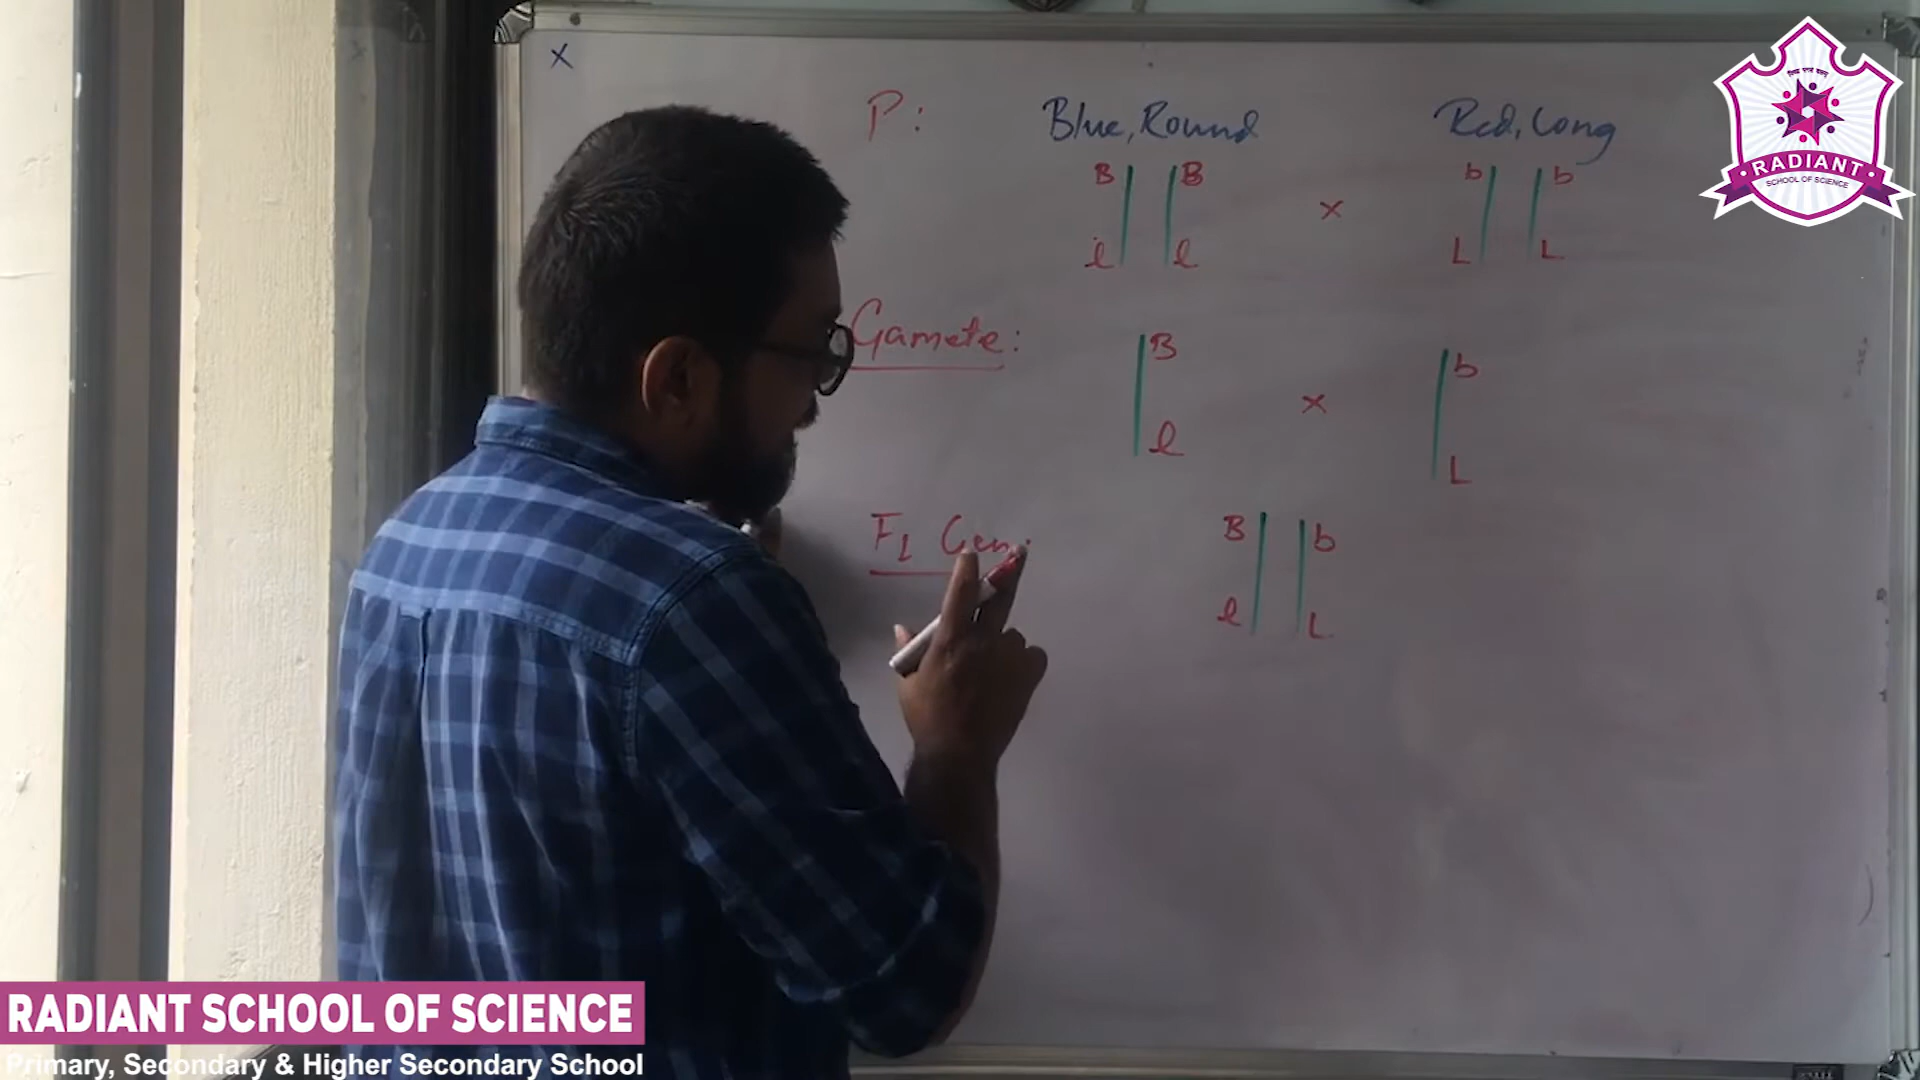 X
P: Blue, Round Red, Long
B B b b
x
l l L L
Gamete: B b
x
l L
F1 Gen: B b
l L
RADIANT
SCHOOL OF SCIENCE
RADIANT SCHOOL OF SCIENCE
Primary, Secondary & Higher Secondary School